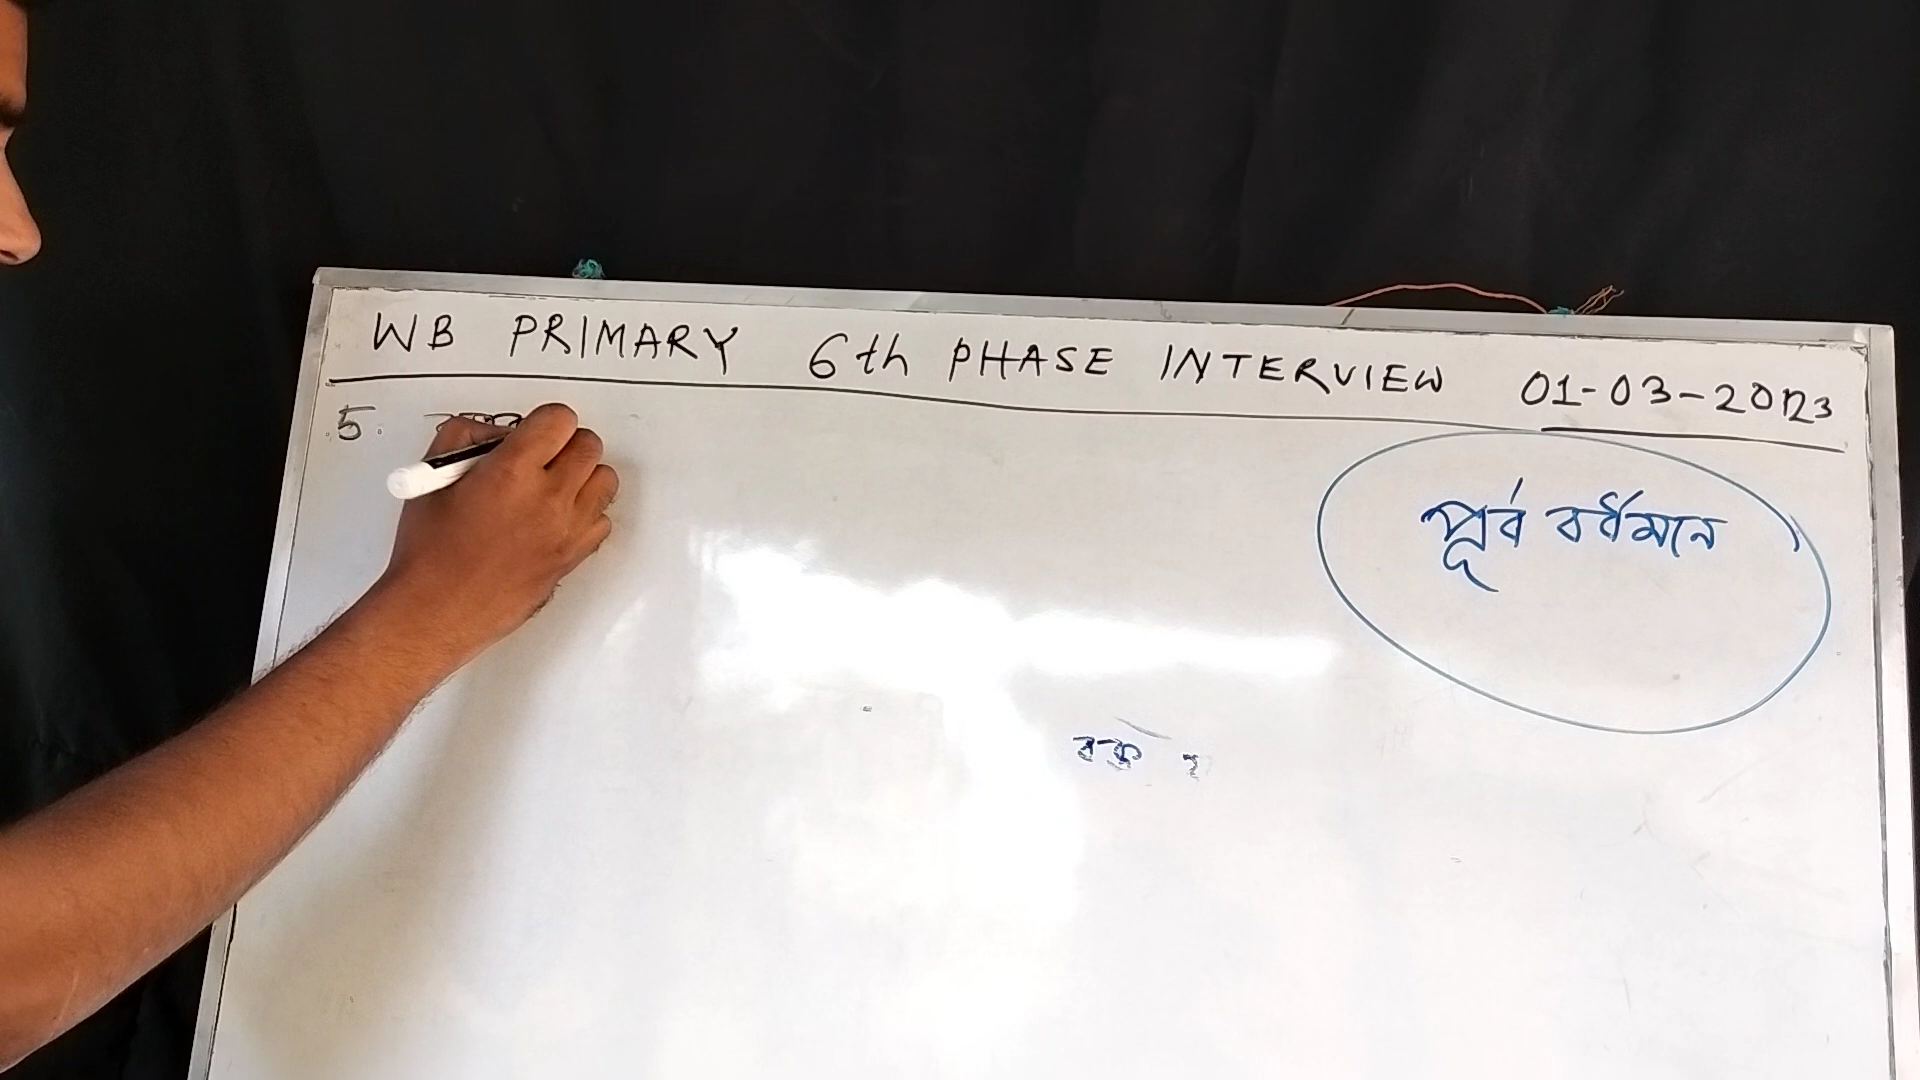 WB PRIMARY 6th PHASE INTERVIEW 01-03-2023
5.
পূর্ব বর্ধমানে